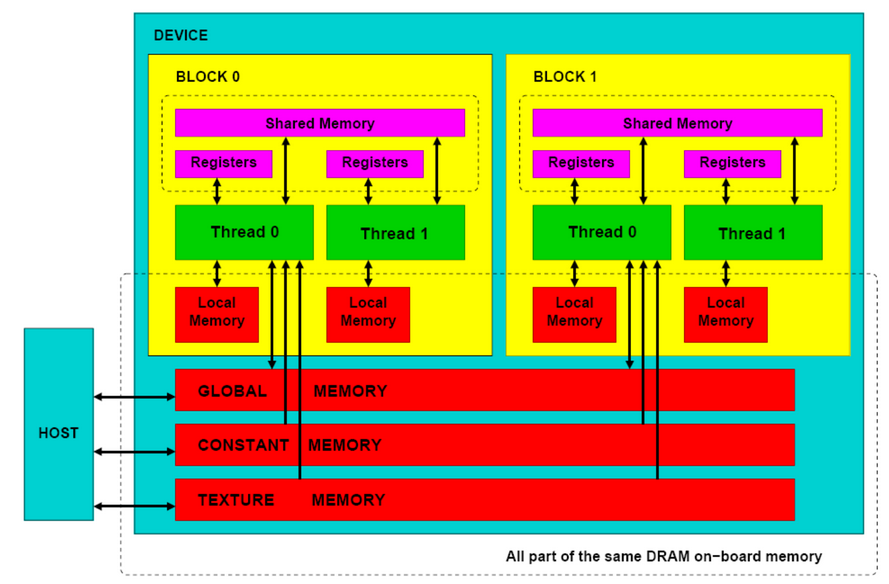 DEVICE
BLOCK 0
BLOCK 1
Shared Memory
Shared Memory
Registers
Registers
Registers
Registers
Thread 0
Thread 1
Thread 0
Thread 1
Local
Memory
Local
Memory
Local
Memory
Local
Memory
HOST
GLOBAL MEMORY
CONSTANT MEMORY
TEXTURE MEMORY
All part of the same DRAM on−board memory